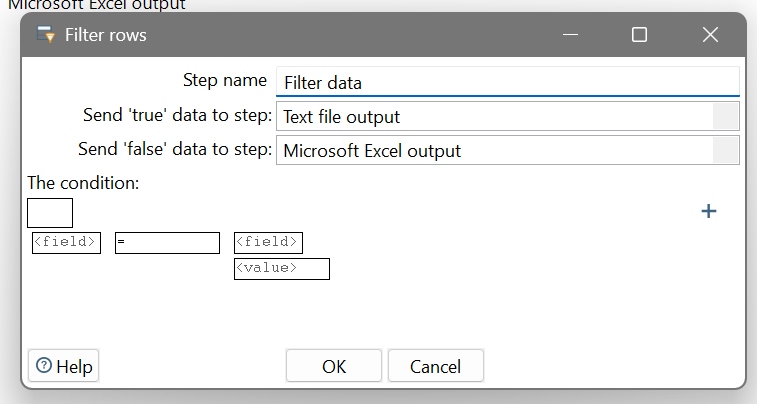 Microsoft Excel output
Filter rows
Step name Filter data
Send 'true' data to step: Text file output
Send 'false' data to step: Microsoft Excel output
The condition:
+
<field> = <field>
<value>
? Help OK Cancel